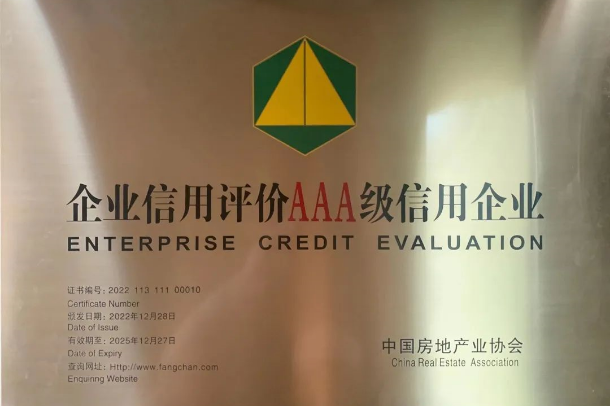 企业信用评价AAA级信用企业
ENTERPRISE CREDIT EVALUATION
证书编号: 2022 113 111 00010
Certificate Number
颁发日期: 2022年12月28日
Date of Issue
有效期至: 2025年12月27日
Date of Expiry
查询网址: Http://www.fangchan.com
Enquiring Website
中国房地产业协会
China Real Estate Association